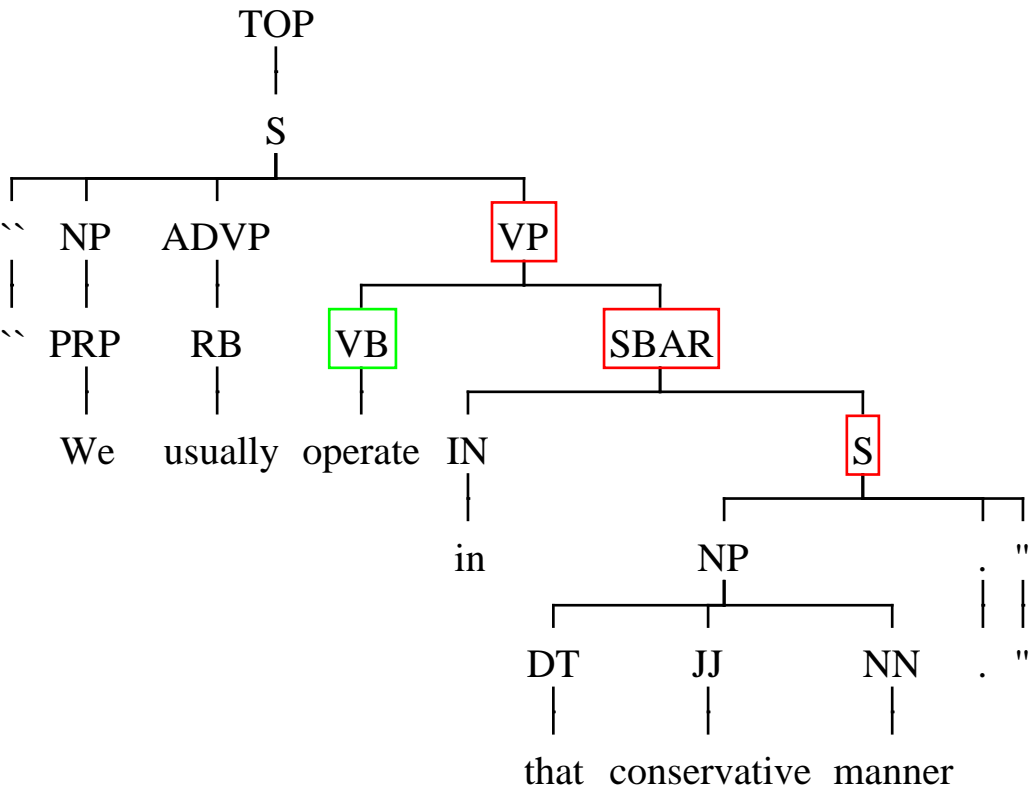 TOP
S
`` NP ADVP VP
`` PRP RB VB SBAR
We usually operate IN S
in NP . "
DT JJ NN . "
that conservative manner